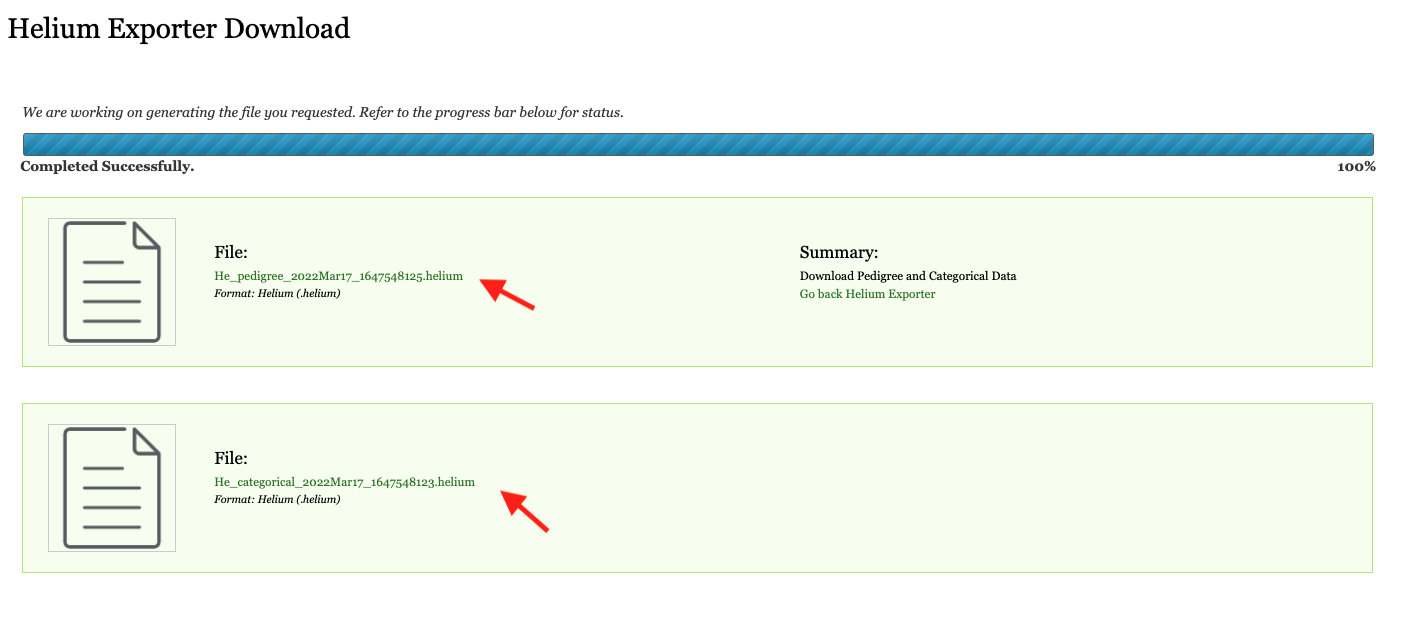 Helium Exporter Download
We are working on generating the file you requested. Refer to the progress bar below for status.
Completed Successfully.
100%
File:
He_pedigree_2022Mar17_1647548125.helium
Format: Helium (.helium)
Summary:
Download Pedigree and Categorical Data
Go back Helium Exporter
File:
He_categorical_2022Mar17_1647548123.helium
Format: Helium (.helium)